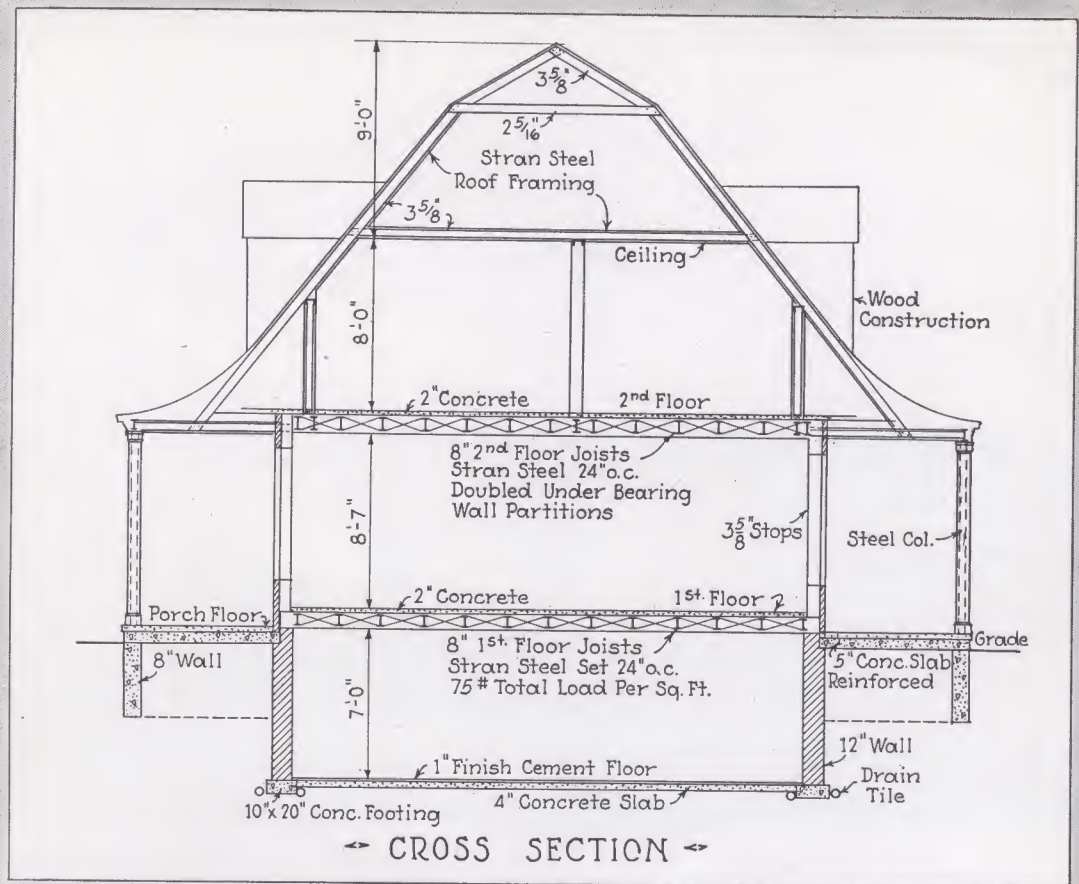 9'-0"
3 5/8"
2 5/16"
Stran Steel
Roof Framing
3 5/8"
Ceiling
Wood
Construction
8'-0"
2" Concrete
2nd Floor
8" 2nd Floor Joists
Stran Steel 24" o.c.
Doubled Under Bearing
Wall Partitions
8'-7"
3 5/8" Stops
Steel Col.
2" Concrete
1st. Floor
Porch Floor
Grade
8" Wall
8" 1st. Floor Joists
Stran Steel Set 24" o.c.
75 # Total Load Per Sq. Ft.
5" Conc. Slab
Reinforced
7'-0"
1" Finish Cement Floor
12" Wall
Drain
Tile
4" Concrete Slab
10" x 20" Conc. Footing
CROSS SECTION